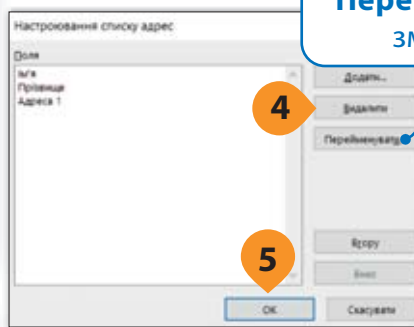 Пере
зм
Настроювання списку адрес
Поля
Ім'я
Прізвище
Адреса 1
Додати...
4
Видалити
Перейменувати
Вгору
Вниз
5
OK
Скасувати